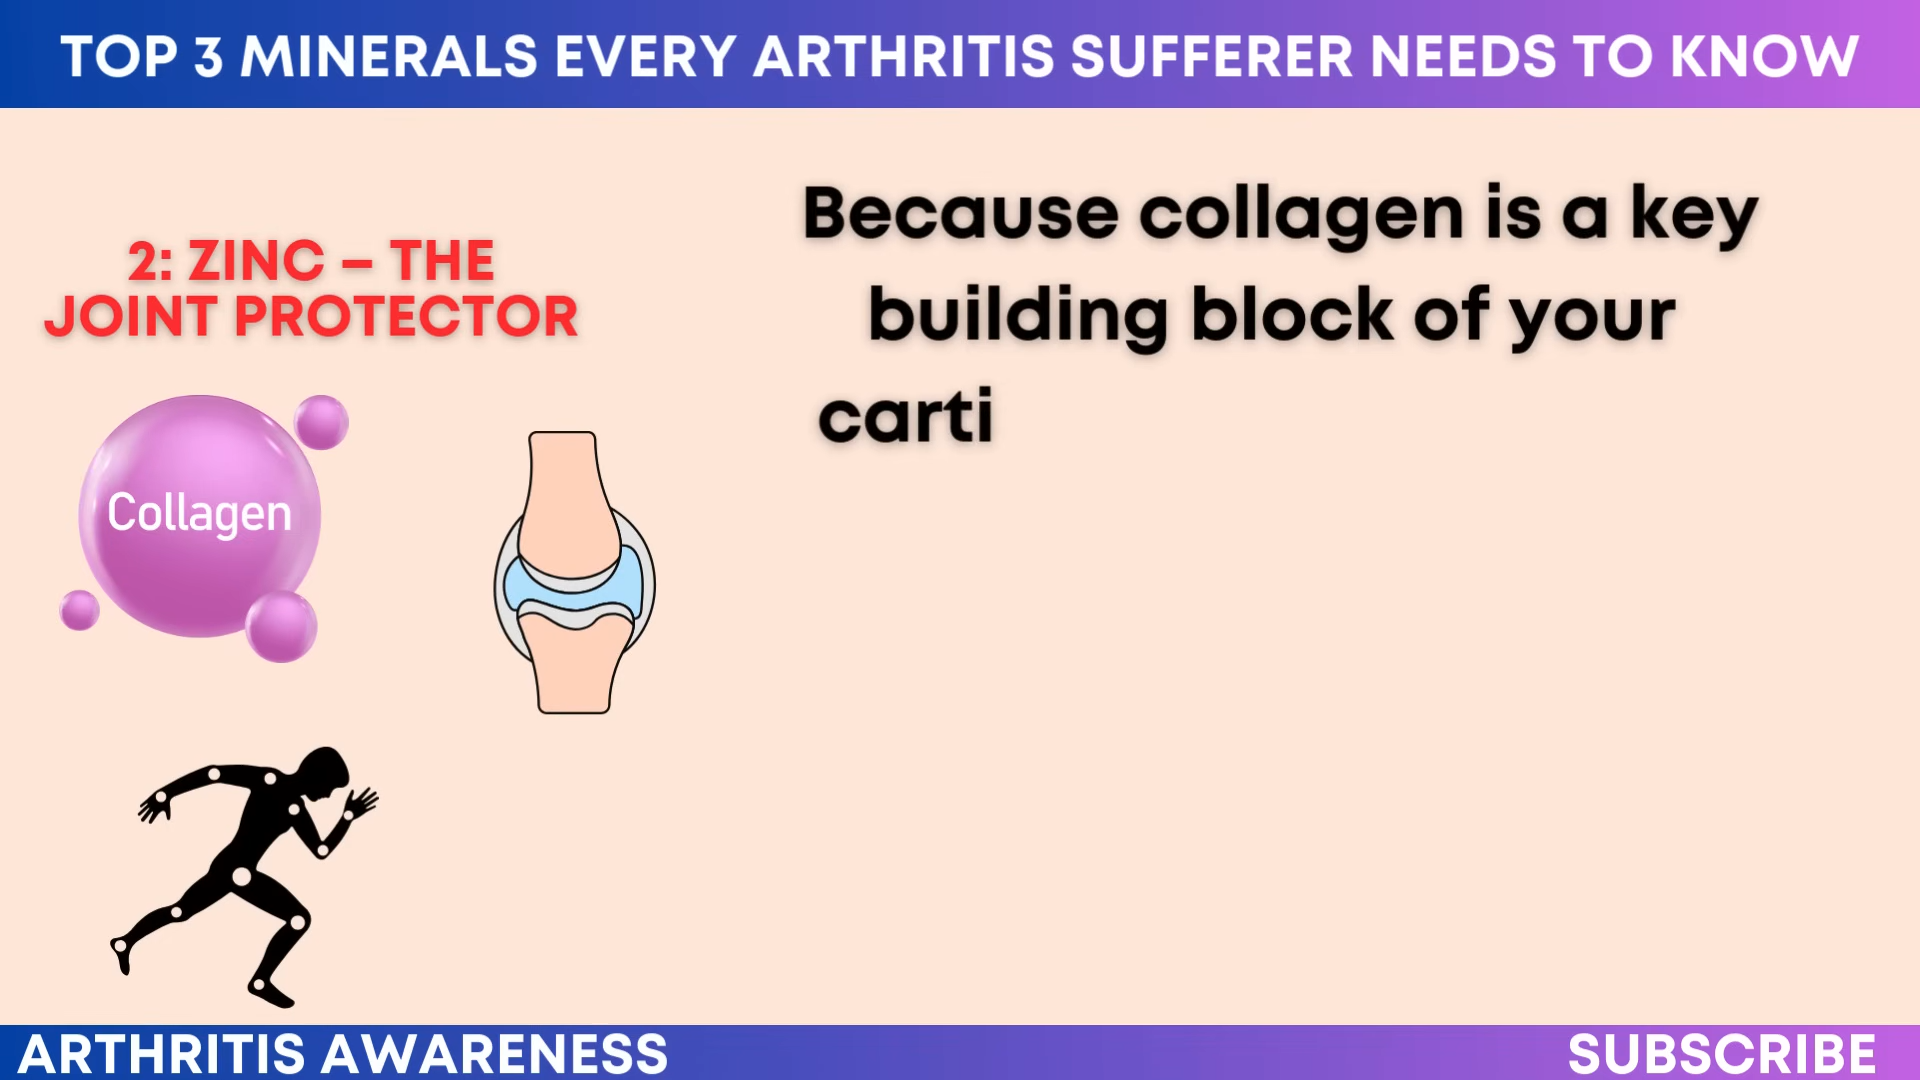 TOP 3 MINERALS EVERY ARTHRITIS SUFFERER NEEDS TO KNOW
2: ZINC – THE
JOINT PROTECTOR
Because collagen is a key
building block of your
carti
Collagen
ARTHRITIS AWARENESS
SUBSCRIBE